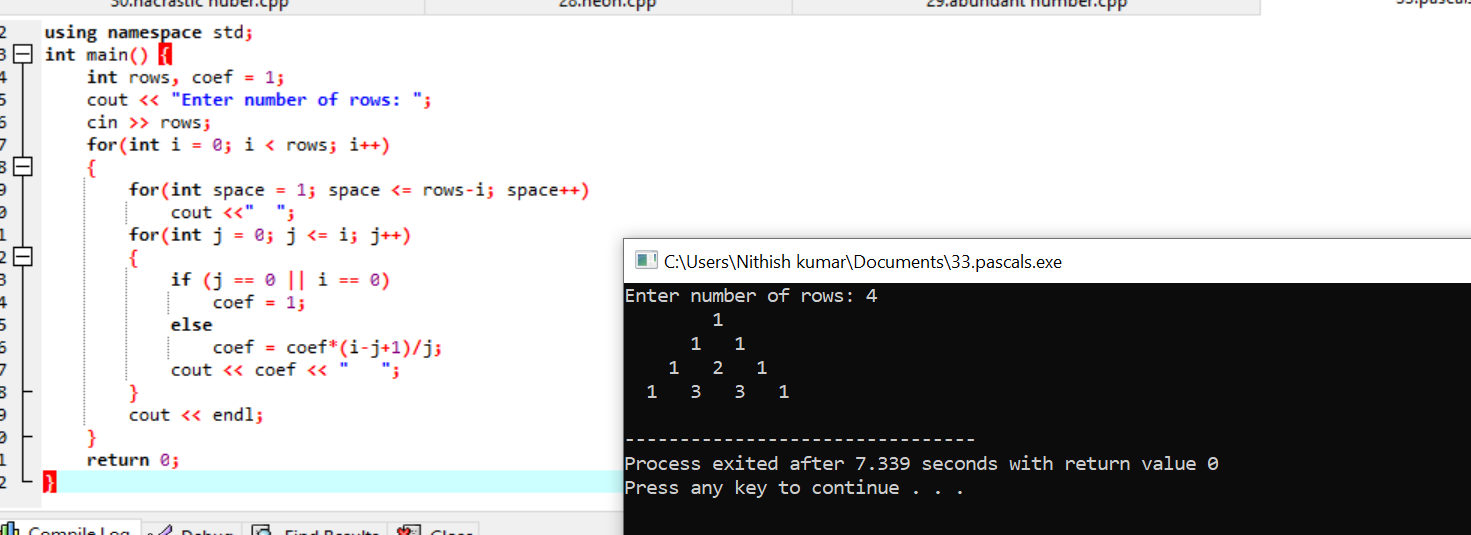 30.nacrastic nuber.cpp 28.neon.cpp 29.abundant number.cpp
2 using namespace std;
3 int main() {
4 int rows, coef = 1;
5 cout << "Enter number of rows: ";
6 cin >> rows;
7 for(int i = 0; i < rows; i++)
8 {
9 for(int space = 1; space <= rows-i; space++)
0 cout <<"  ";
1 for(int j = 0; j <= i; j++)
2 {
3 if (j == 0 || i == 0)
4 coef = 1;
5 else
6 coef = coef*(i-j+1)/j;
7 cout << coef << "   ";
8 }
9 cout << endl;
0 }
1 return 0;
2 }
C:\Users\Nithish kumar\Documents\33.pascals.exe
Enter number of rows: 4
1
1 1
1 2 1
1 3 3 1
--------------------------------
Process exited after 7.339 seconds with return value 0
Press any key to continue . . .
Compile Log Debug Find Results Close